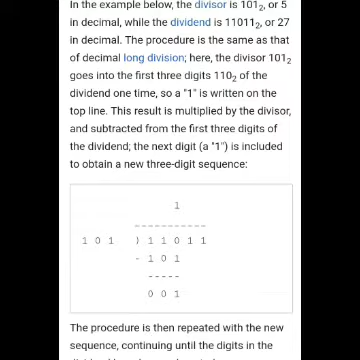 In the example below, the divisor is 101₂, or 5
in decimal, while the dividend is 11011₂, or 27
in decimal. The procedure is the same as that
of decimal long division; here, the divisor 101₂
goes into the first three digits 110₂ of the
dividend one time, so a "1" is written on the
top line. This result is multiplied by the divisor,
and subtracted from the first three digits of
the dividend; the next digit (a "1") is included
to obtain a new three-digit sequence:
1
-----------
1 0 1 ) 1 1 0 1 1
- 1 0 1
-----
0 0 1
The procedure is then repeated with the new
sequence, continuing until the digits in the